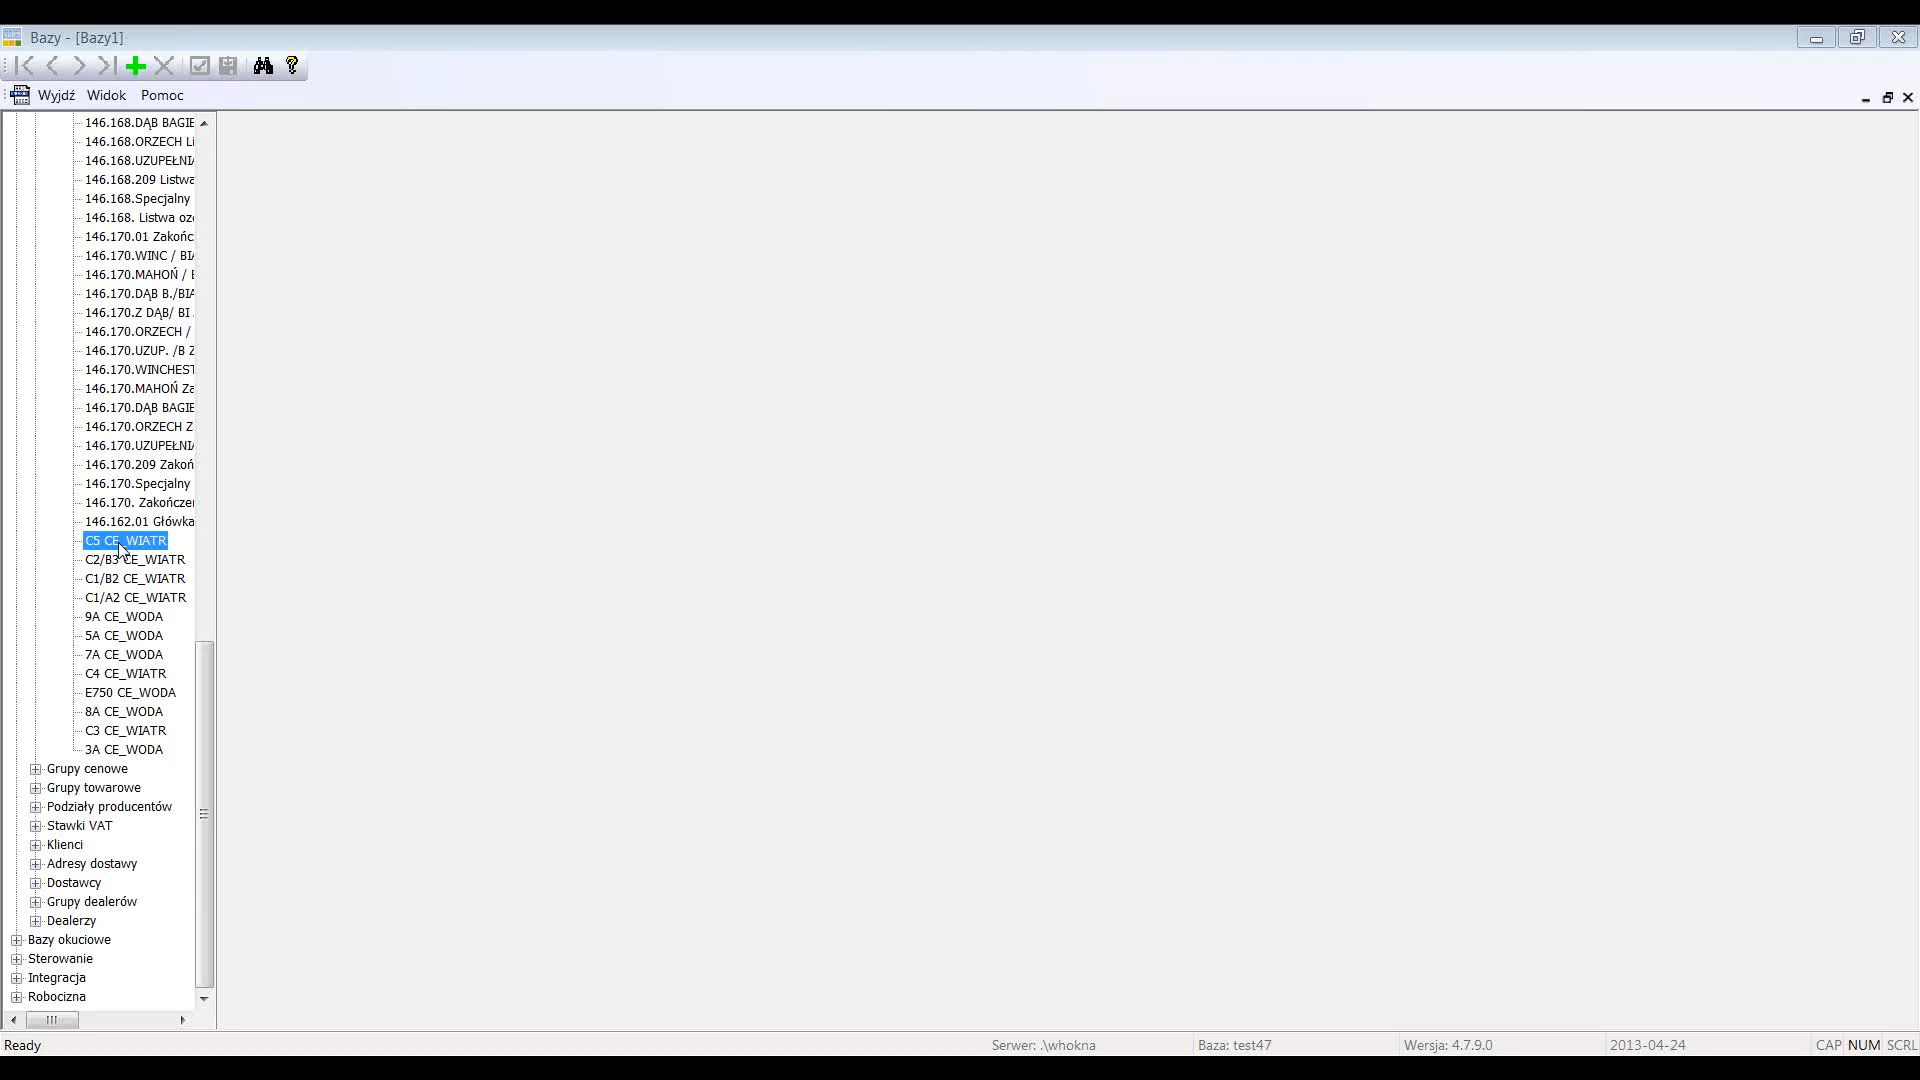 Bazy - [Bazy1]
Wyjdź Widok Pomoc
146.168.DĄB BAGIE
146.168.ORZECH Li
146.168.UZUPEŁNI
146.168.209 Listwa
146.168.Specjalny
146.168. Listwa oz
146.170.01 Zakońc
146.170.WINC / BI
146.170.MAHOŃ /
146.170.DĄB B./BIA
146.170.Z DĄB/ BI
146.170.ORZECH /
146.170.UZUP. /B Z
146.170.WINCHEST
146.170.MAHOŃ Za
146.170.DĄB BAGIE
146.170.ORZECH Z
146.170.UZUPEŁNI
146.170.209 Zakoń
146.170.Specjalny
146.170. Zakończe
146.162.01 Główka
C5 CE_WIATR
C2/B3 CE_WIATR
C1/B2 CE_WIATR
C1/A2 CE_WIATR
9A CE_WODA
5A CE_WODA
7A CE_WODA
C4 CE_WIATR
E750 CE_WODA
8A CE_WODA
C3 CE_WIATR
3A CE_WODA
Grupy cenowe
Grupy towarowe
Podziały producentów
Stawki VAT
Klienci
Adresy dostawy
Dostawcy
Grupy dealerów
Dealerzy
Bazy okuciowe
Sterowanie
Integracja
Robocizna
Ready Serwer: .\whokna Baza: test47 Wersja: 4.7.9.0 2013-04-24 CAP NUM SCRL